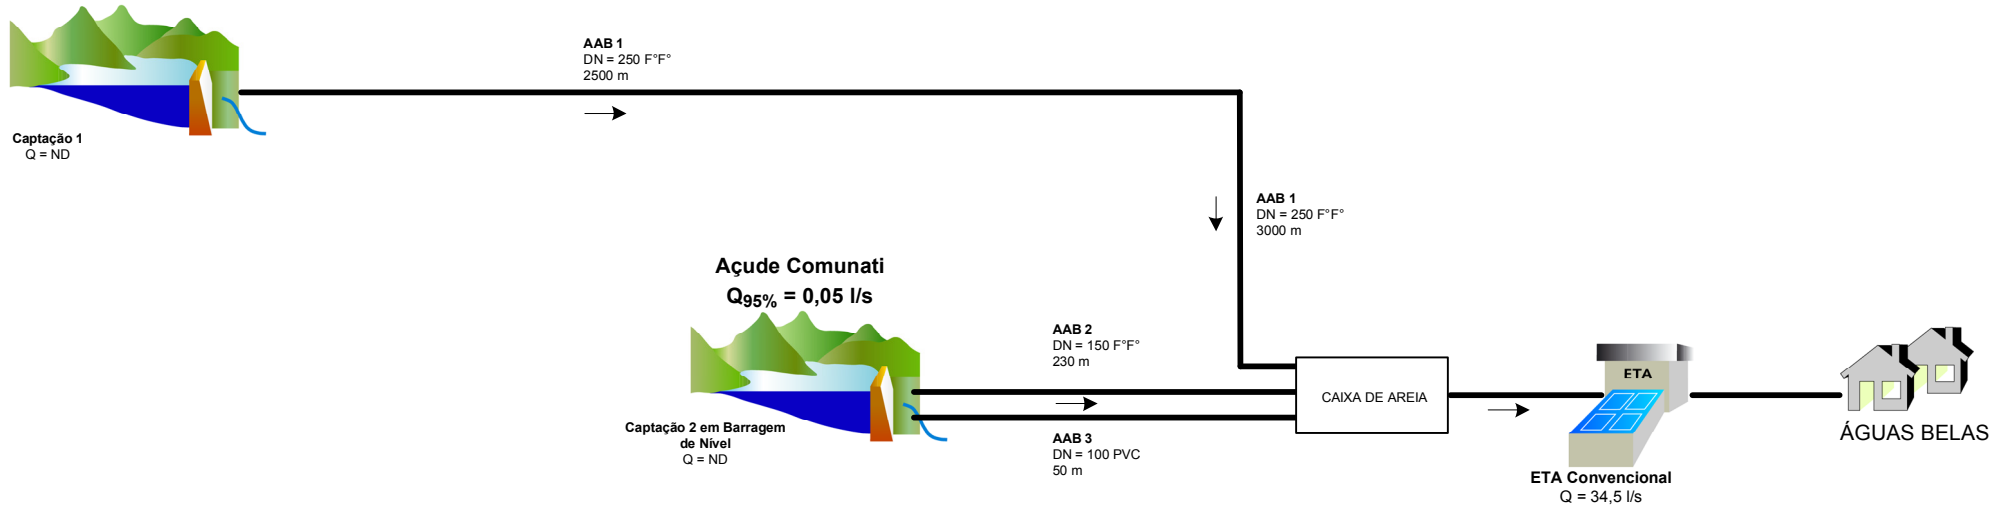 AAB 1
DN = 250 F°F°
2500 m
Captação 1
Q = ND
AAB 1
DN = 250 F°F°
3000 m
Açude Comunati
Q95% = 0,05 l/s
AAB 2
DN = 150 F°F°
230 m
Captação 2 em Barragem
de Nível
Q = ND
AAB 3
DN = 100 PVC
50 m
CAIXA DE AREIA
ETA
ETA Convencional
Q = 34,5 l/s
ÁGUAS BELAS